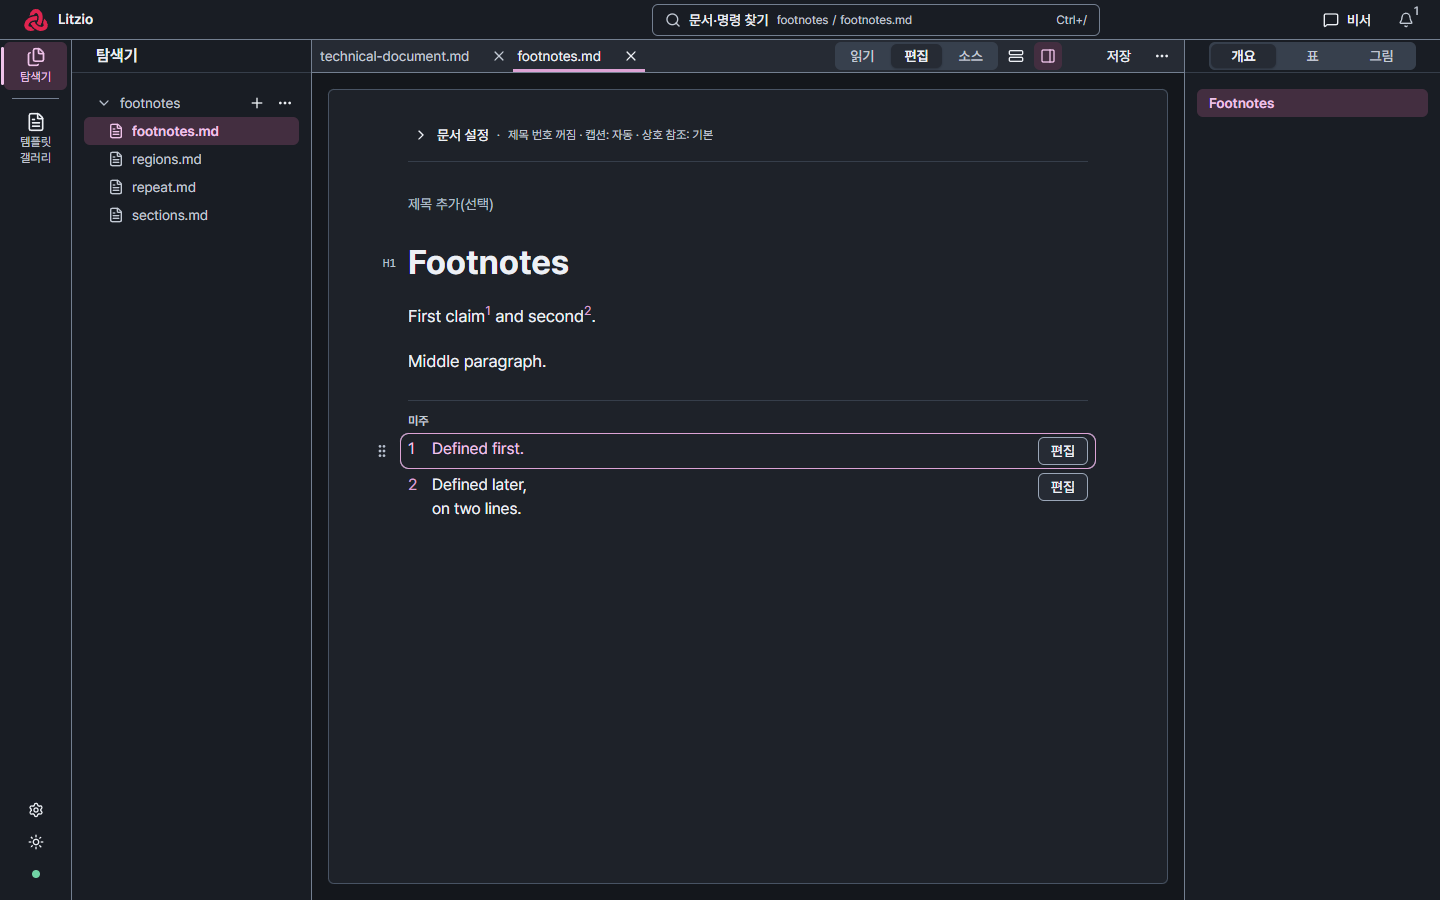 Litzio
문서·명령 찾기 footnotes / footnotes.md Ctrl+/
비서
1
탐색기
템플릿
갤러리
탐색기
footnotes
footnotes.md
regions.md
repeat.md
sections.md
technical-document.md
footnotes.md
읽기 편집 소스
저장
문서 설정 · 제목 번호 꺼짐 · 캡션: 자동 · 상호 참조: 기본
제목 추가(선택)
H1 Footnotes
First claim1 and second2.
Middle paragraph.
미주
1 Defined first. 편집
2 Defined later, 편집
on two lines.
개요 표 그림
Footnotes